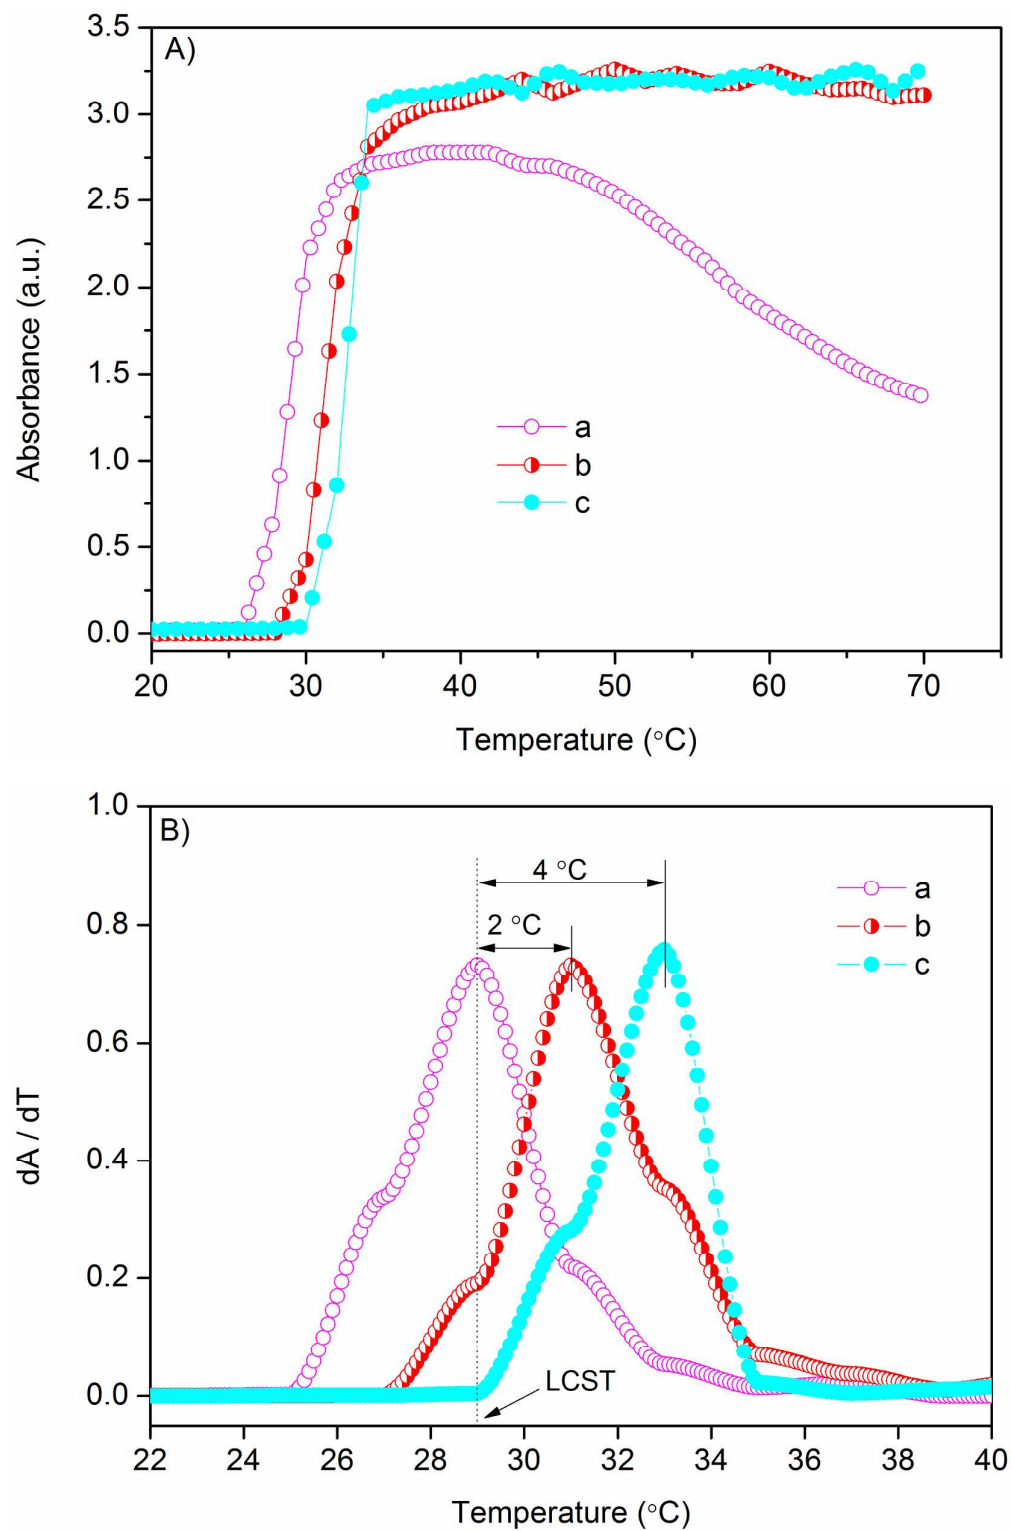 A)
3.5
3.0
2.5
2.0
1.5
1.0
0.5
0.0
Absorbance (a.u.)
a
b
c
20 30 40 50 60 70
Temperature (°C)
B)
1.0
0.8
0.6
0.4
0.2
0.0
dA / dT
4 °C
2 °C
a
b
c
LCST
22 24 26 28 30 32 34 36 38 40
Temperature (°C)